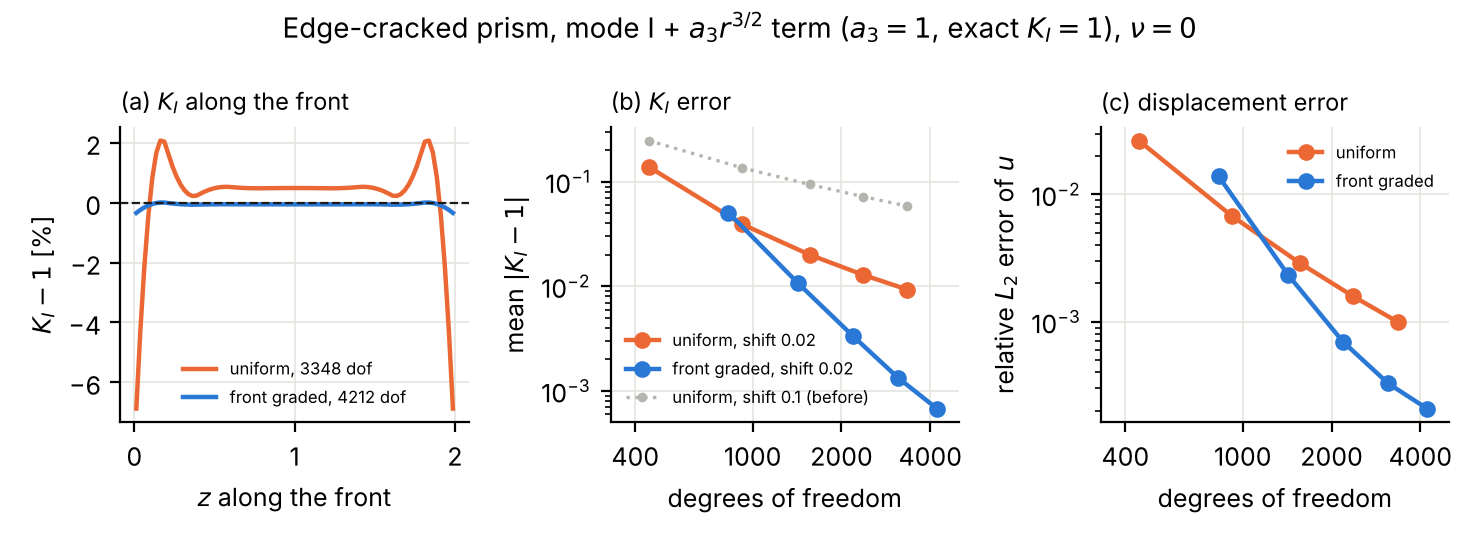 Edge-cracked prism, mode I + a₃r^{3/2} term (a₃ = 1, exact K_I = 1), ν = 0
(a) K_I along the front
K_I − 1 [%]
2
0
−2
−4
−6
uniform, 3348 dof
front graded, 4212 dof
0
1
2
z along the front
(b) K_I error
mean |K_I − 1|
10⁻¹
10⁻²
10⁻³
uniform, shift 0.02
front graded, shift 0.02
uniform, shift 0.1 (before)
400
1000
2000
4000
degrees of freedom
(c) displacement error
relative L₂ error of u
10⁻²
10⁻³
uniform
front graded
400
1000
2000
4000
degrees of freedom